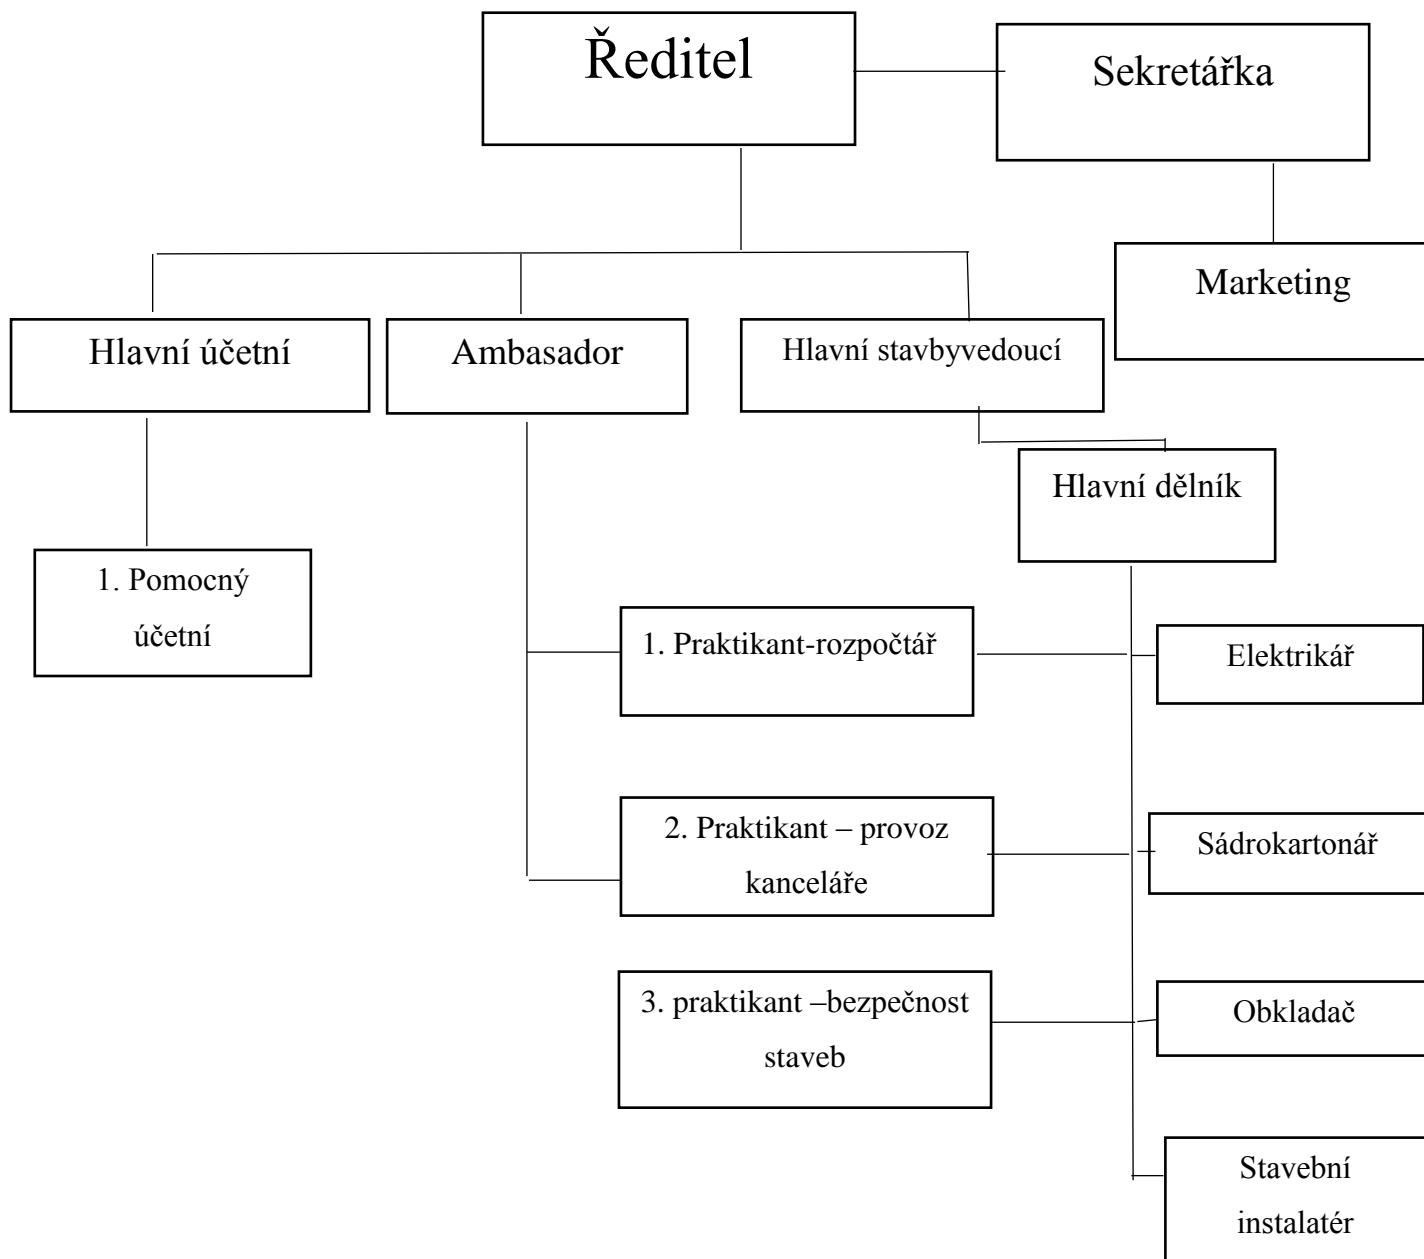 Ředitel
Sekretářka
Marketing
Hlavní účetní
Ambasador
Hlavní stavbyvedoucí
Hlavní dělník
1. Pomocný
účetní
1. Praktikant-rozpočtář
Elektrikář
2. Praktikant – provoz
kanceláře
Sádrokartonář
3. praktikant –bezpečnost
staveb
Obkladač
Stavební
instalatér